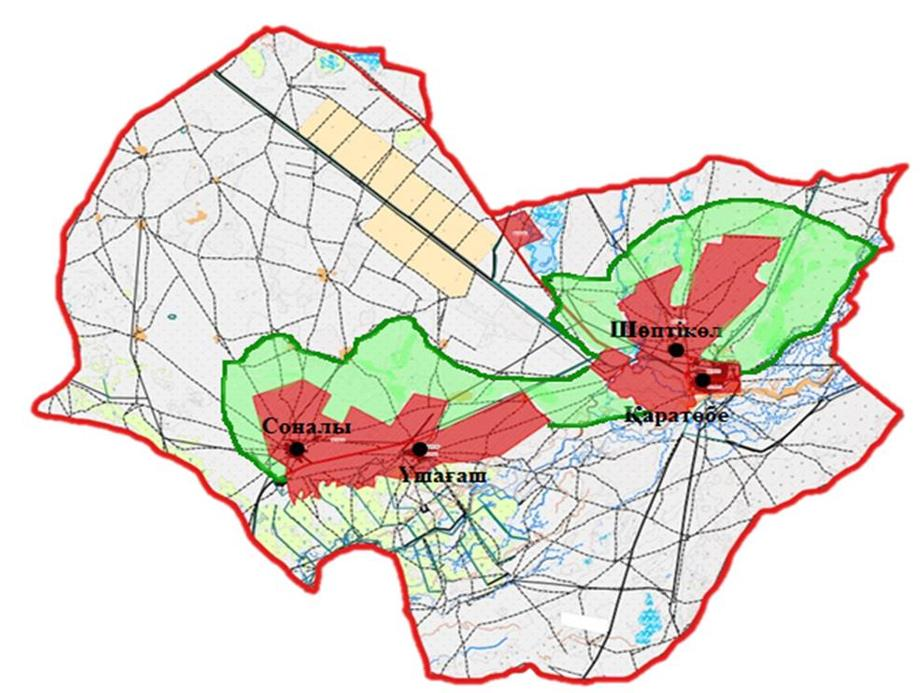 Шөптікөл
Қаратөбе
Соналы
Үшағаш